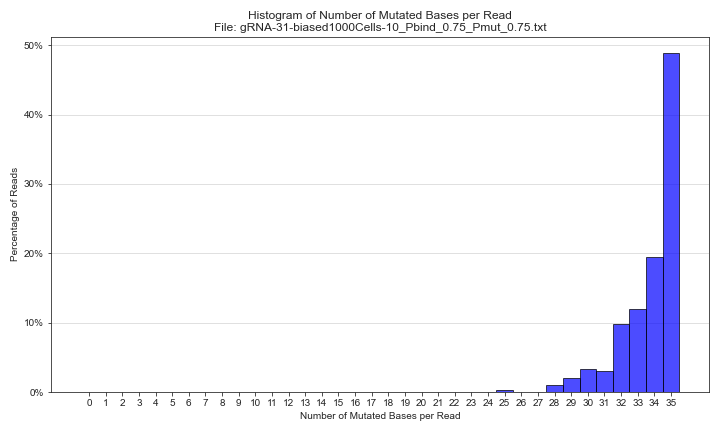 Histogram of Number of Mutated Bases per Read
File: gRNA-31-biased1000Cells-10_Pbind_0.75_Pmut_0.75.txt
50%
40%
30%
20%
10%
0%
Percentage of Reads
0 1 2 3 4 5 6 7 8 9 10 11 12 13 14 15 16 17 18 19 20 21 22 23 24 25 26 27 28 29 30 31 32 33 34 35
Number of Mutated Bases per Read